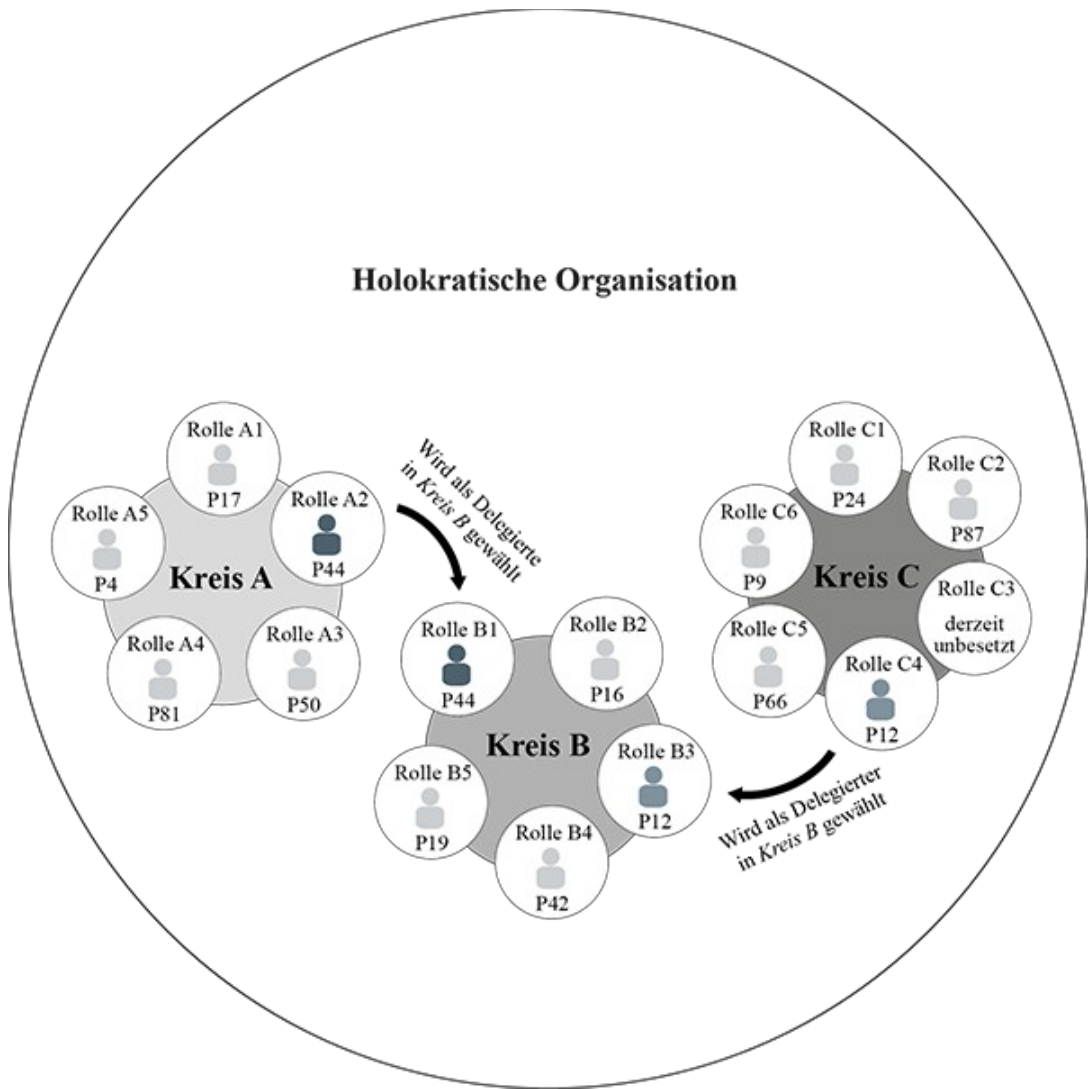 Holokratische Organisation
Rolle A1
P17
Rolle A2
P44
Rolle A3
P50
Rolle A4
P81
Rolle A5
P4
Kreis A
Wird als Delegierte
in Kreis B gewählt
Rolle B1
P44
Rolle B2
P16
Rolle B3
P12
Rolle B4
P42
Rolle B5
P19
Kreis B
Rolle C1
P24
Rolle C2
P87
Rolle C3
derzeit
unbesetzt
Rolle C4
P12
Rolle C5
P66
Rolle C6
P9
Kreis C
Wird als Delegierter
in Kreis B gewählt